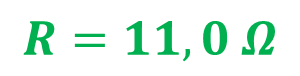 R = 11,0 Ω